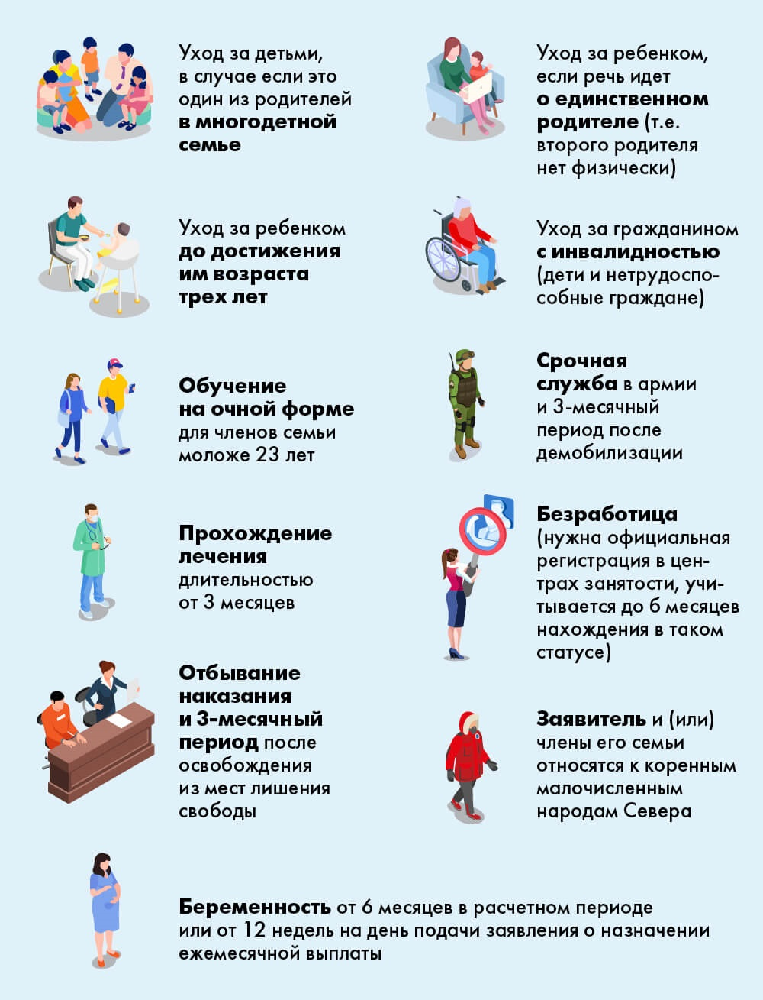 Уход за детьми,
в случае если это
один из родителей
в многодетной
семье
Уход за ребенком,
если речь идет
о единственном
родителе (т.е.
второго родителя
нет физически)
Уход за ребенком
до достижения
им возраста
трех лет
Уход за гражданином
с инвалидностью
(дети и нетрудоспо-
собные граждане)
Обучение
на очной форме
для членов семьи
моложе 23 лет
Срочная
служба в армии
и 3-месячный
период после
демобилизации
Прохождение
лечения
длительностью
от 3 месяцев
Безработица
(нужна официальная
регистрация в цен-
трах занятости, учи-
тывается до 6 месяцев
нахождения в таком
статусе)
Отбывание
наказания
и 3-месячный
период после
освобождения
из мест лишения
свободы
Заявитель и (или)
члены его семьи
относятся к коренным
малочисленным
народам Севера
Беременность от 6 месяцев в расчетном периоде
или от 12 недель на день подачи заявления о назначении
ежемесячной выплаты